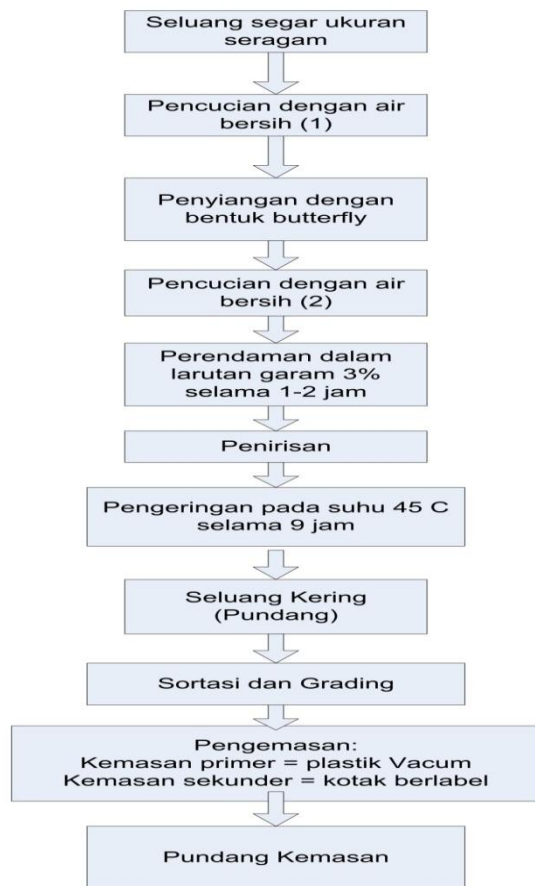 Seluang segar ukuran
seragam
Pencucian dengan air
bersih (1)
Penyiangan dengan
bentuk butterfly
Pencucian dengan air
bersih (2)
Perendaman dalam
larutan garam 3%
selama 1-2 jam
Penirisan
Pengeringan pada suhu 45 C
selama 9 jam
Seluang Kering
(Pundang)
Sortasi dan Grading
Pengemasan:
Kemasan primer = plastik Vacum
Kemasan sekunder = kotak berlabel
Pundang Kemasan